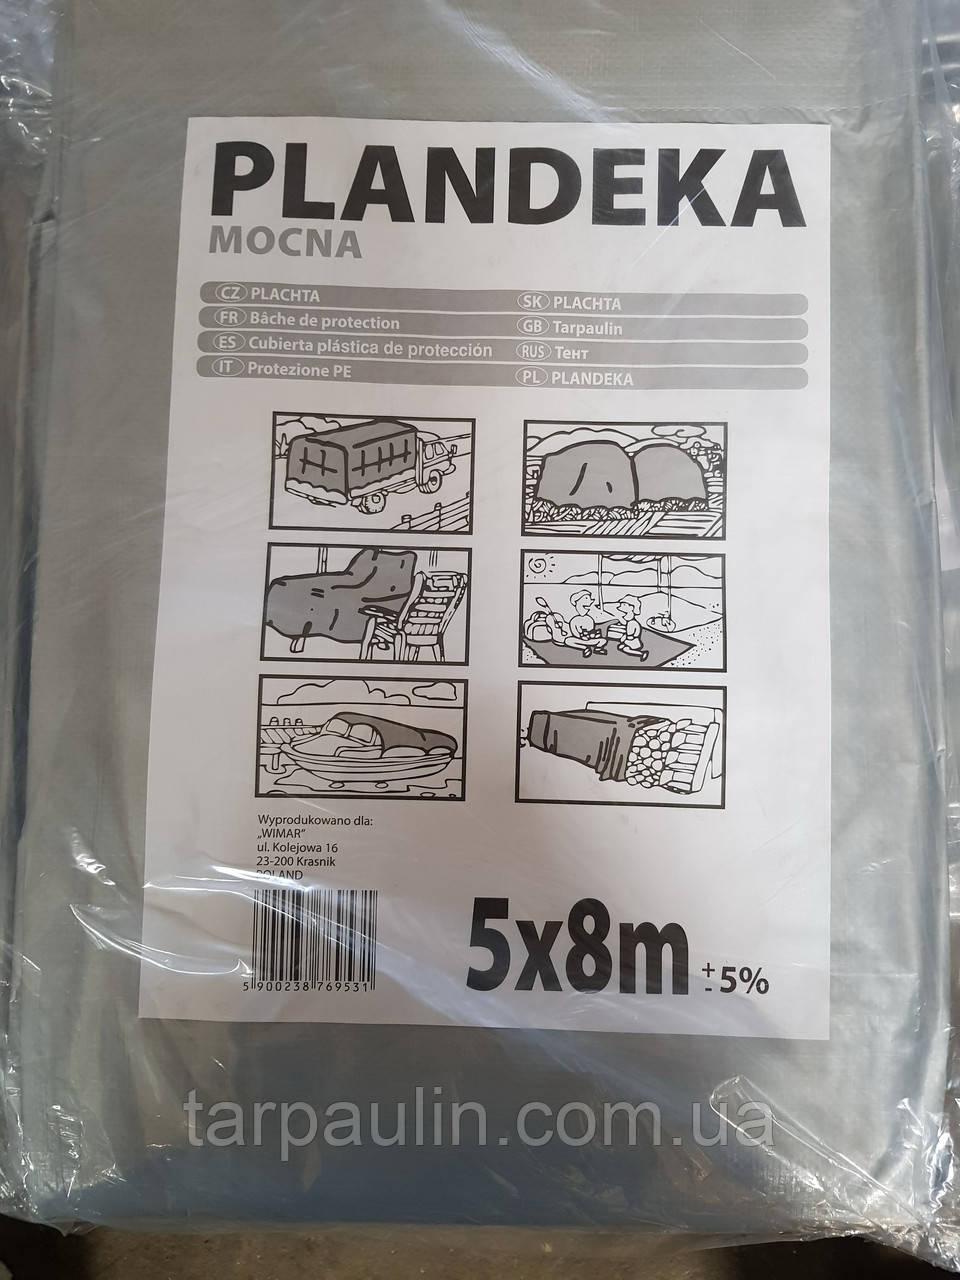 PLANDEKA
MOCNA
CZ PLACHTA
SK PLACHTA
FR Bâche de protection
GB Tarpaulin
ES Cubierta plástica de protección
RUS Тент
IT Protezione PE
PL PLANDEKA
Wyprodukowano dla:
„WIMAR”
ul. Kolejowa 16
23-200 Krasnik
POLAND
5 900238 769531
5x8m +- 5%
tarpaulin.com.ua